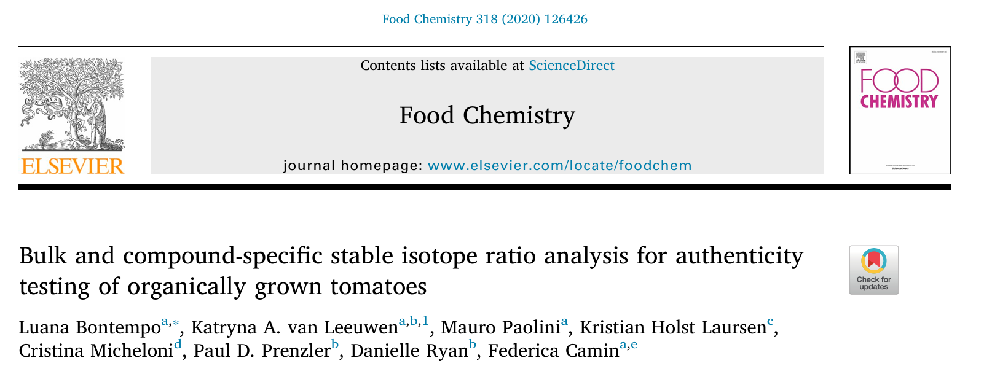 Food Chemistry 318 (2020) 126426
Contents lists available at ScienceDirect
Food Chemistry
journal homepage: www.elsevier.com/locate/foodchem
NON SOLUS
ELSEVIER
FOOD
CHEMISTRY
ScienceDirect
Bulk and compound-specific stable isotope ratio analysis for authenticity
testing of organically grown tomatoes
Check for
updates
Luana Bontempo a,*, Katryna A. van Leeuwen a,b,1, Mauro Paolini a, Kristian Holst Laursen c,
Cristina Micheloni d, Paul D. Prenzler b, Danielle Ryan b, Federica Camin a,e